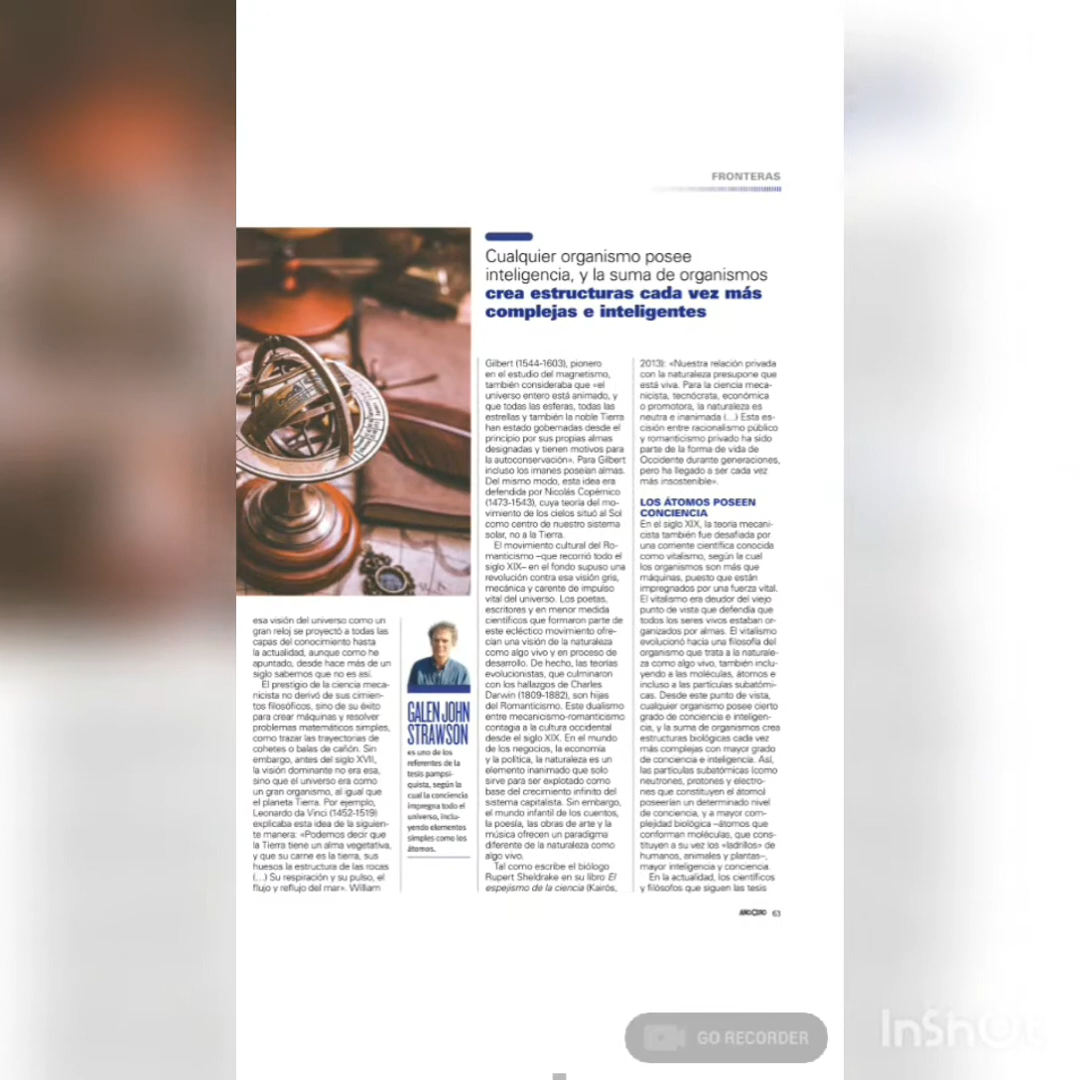 FRONTERAS
Cualquier organismo posee
inteligencia, y la suma de organismos
crea estructuras cada vez más
complejas e inteligentes
esa visión del universo como un
gran reloj se proyectó a todas las
capas del conocimiento hasta
la actualidad, aunque como he
apuntado, desde hace más de un
siglo sabemos que no es así.
El prestigio de la ciencia meca-
nicista no derivó de sus cimien-
tos filosóficos, sino de su éxito
para crear máquinas y resolver
problemas matemáticos simples,
como trazar las trayectorias de
cohetes o balas de cañón. Sin
embargo, antes del siglo XVII,
la visión dominante no era esa,
sino que el universo era como
un gran organismo, al igual que
el planeta Tierra. Por ejemplo,
Leonardo da Vinci (1452-1519)
explicaba esta idea de la siguien-
te manera: «Podemos decir que
la Tierra tiene un alma vegetativa,
y que su carne es la tierra, sus
huesos la estructura de las rocas
(...) Su respiración y su pulso, el
flujo y reflujo del mar». William
GALEN JOHN
STRAWSON
es uno de los
referentes de la
tesis pampsi-
quista, según la
cual la conciencia
impregna todo el
universo, inclu-
yendo elementos
simples como los
átomos.
Gilbert (1544-1603), pionero
en el estudio del magnetismo,
también consideraba que «el
universo entero está animado, y
que todas las esferas, todas las
estrellas y también la noble Tierra
han estado gobernadas desde el
principio por sus propias almas
designadas y tienen motivos para
la autoconservación». Para Gilbert
incluso los imanes poseían almas.
Del mismo modo, esta idea era
defendida por Nicolás Copérnico
(1473-1543), cuya teoría del mo-
vimiento de los cielos situó al Sol
como centro de nuestro sistema
solar, no a la Tierra.
El movimiento cultural del Ro-
manticismo –que recorrió todo el
siglo XIX– en el fondo supuso una
revolución contra esa visión gris,
mecánica y carente de impulso
vital del universo. Los poetas,
escritores y en menor medida
científicos que formaron parte de
este ecléctico movimiento ofre-
cían una visión de la naturaleza
como algo vivo y en proceso de
desarrollo. De hecho, las teorías
evolucionistas, que culminaron
con los hallazgos de Charles
Darwin (1809-1882), son hijas
del Romanticismo. Este dualismo
entre mecanicismo-romanticismo
contagia a la cultura occidental
desde el siglo XIX. En el mundo
de los negocios, la economía
y la política, la naturaleza es un
elemento inanimado que solo
sirve para ser explotado como
base del crecimiento infinito del
sistema capitalista. Sin embargo,
el mundo infantil de los cuentos,
la poesía, las obras de arte y la
música ofrecen un paradigma
diferente de la naturaleza como
algo vivo.
Tal como escribe el biólogo
Rupert Sheldrake en su libro El
espejismo de la ciencia (Kairós,
2013): «Nuestra relación privada
con la naturaleza presupone que
está viva. Para la ciencia meca-
nicista, tecnócrata, económica
o promotora, la naturaleza es
neutra e inanimada (...) Esta es-
cisión entre racionalismo público
y romanticismo privado ha sido
parte de la forma de vida de
Occidente durante generaciones,
pero ha llegado a ser cada vez
más insostenible».
LOS ÁTOMOS POSEEN
CONCIENCIA
En el siglo XIX, la teoría mecani-
cista también fue desafiada por
una corriente científica conocida
como vitalismo, según la cual
los organismos son más que
máquinas, puesto que están
impregnados por una fuerza vital.
El vitalismo era deudor del viejo
punto de vista que defendía que
todos los seres vivos estaban or-
ganizados por almas. El vitalismo
evolucionó hacia una filosofía del
organismo que trata a la naturale-
za como algo vivo, también inclu-
yendo a las moléculas, átomos e
incluso a las partículas subatómi-
cas. Desde este punto de vista,
cualquier organismo posee cierto
grado de conciencia e inteligen-
cia, y la suma de organismos crea
estructuras biológicas cada vez
más complejas con mayor grado
de conciencia e inteligencia. Así,
las partículas subatómicas (como
neutrones, protones y electro-
nes que constituyen el átomo)
poseerían un determinado nivel
de conciencia, y a mayor com-
plejidad biológica –átomos que
conforman moléculas, que cons-
tituyen a su vez los «ladrillos» de
humanos, animales y plantas–,
mayor inteligencia y conciencia.
En la actualidad, los científicos
y filósofos que siguen las tesis
AÑO/CERO 63
GO RECORDER
InShOt